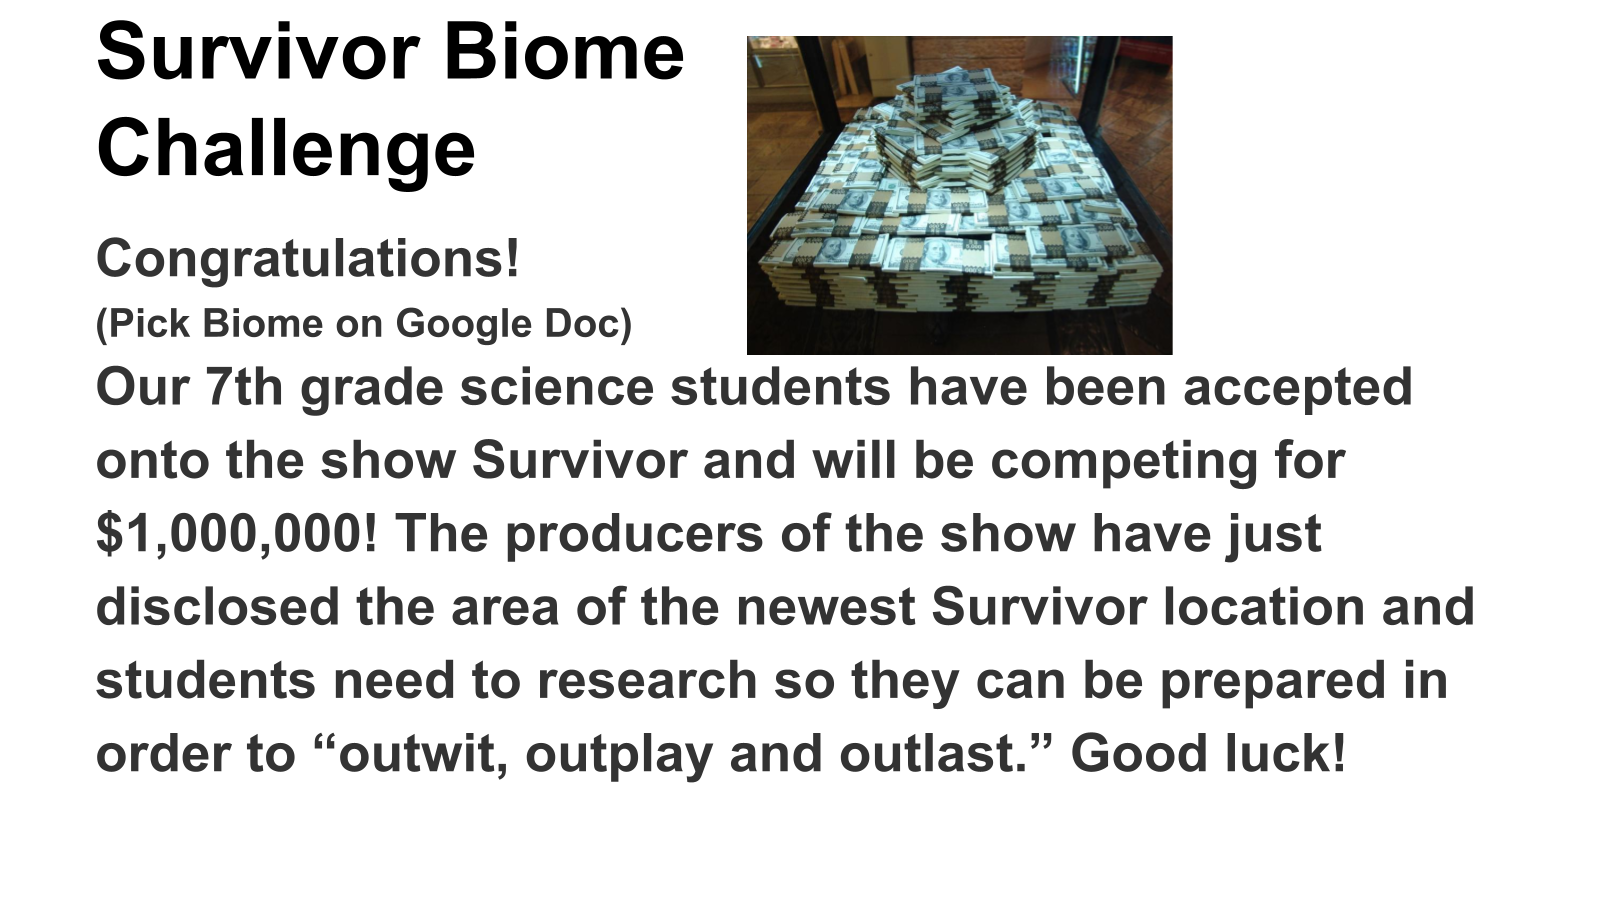 Survivor Biome
Challenge
Congratulations!
(Pick Biome on Google Doc)
Our 7th grade science students have been accepted
onto the show Survivor and will be competing for
$1,000,000! The producers of the show have just
disclosed the area of the newest Survivor location and
students need to research so they can be prepared in
order to “outwit, outplay and outlast.” Good luck!